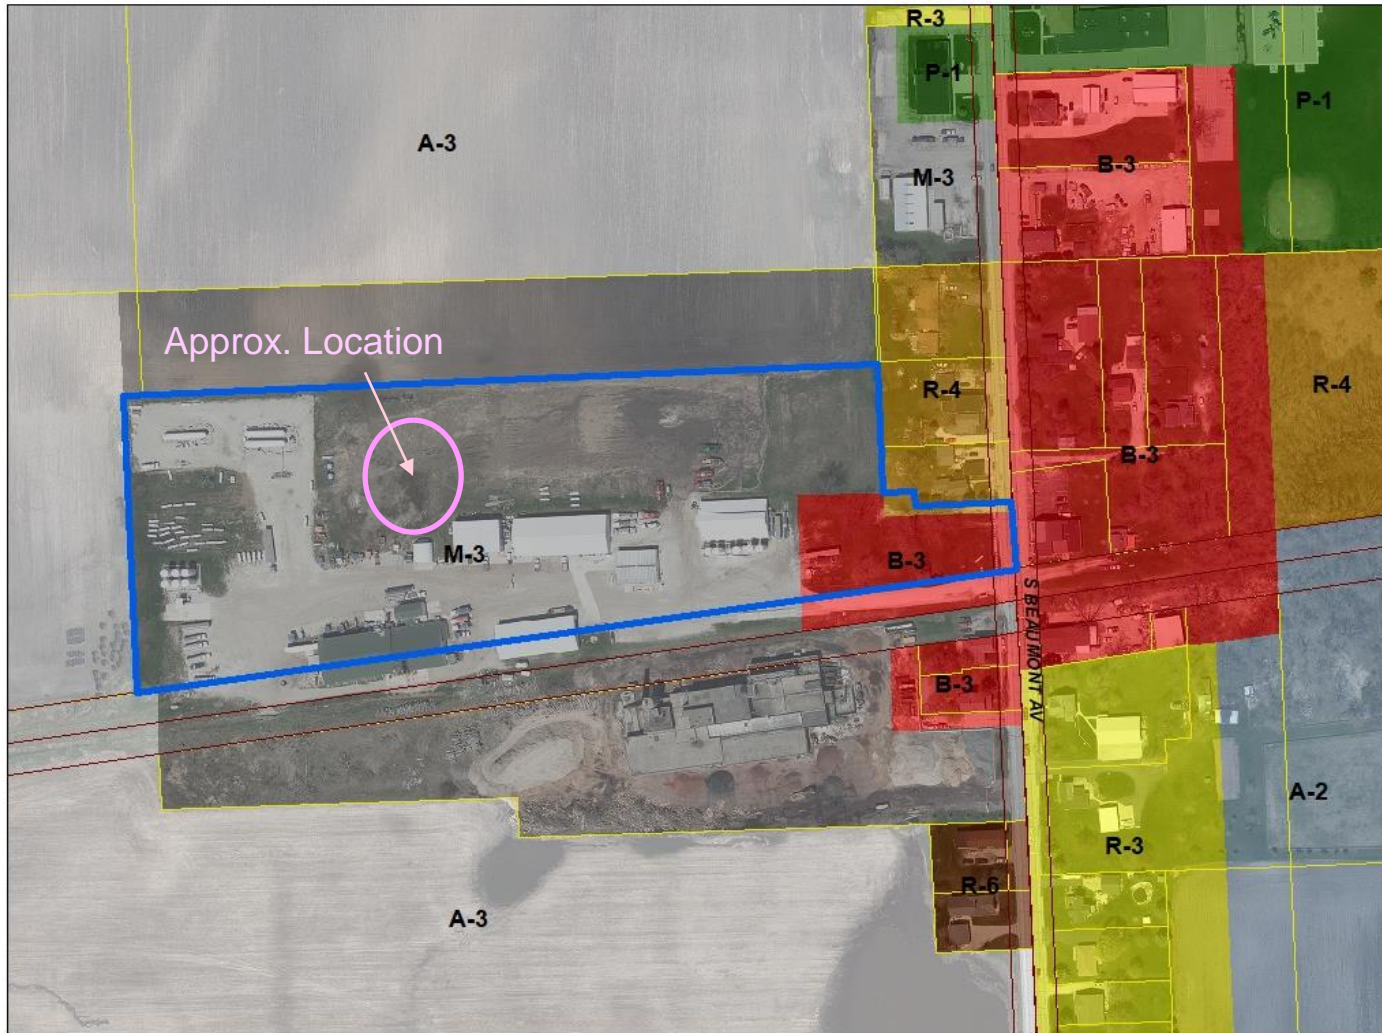 R-3
P-1
P-1
A-3
B-3
M-3
Approx. Location
R-4
R-4
B-3
M-3
B-3
S BEAUMONT AV
B-3
A-2
R-3
R-6
A-3